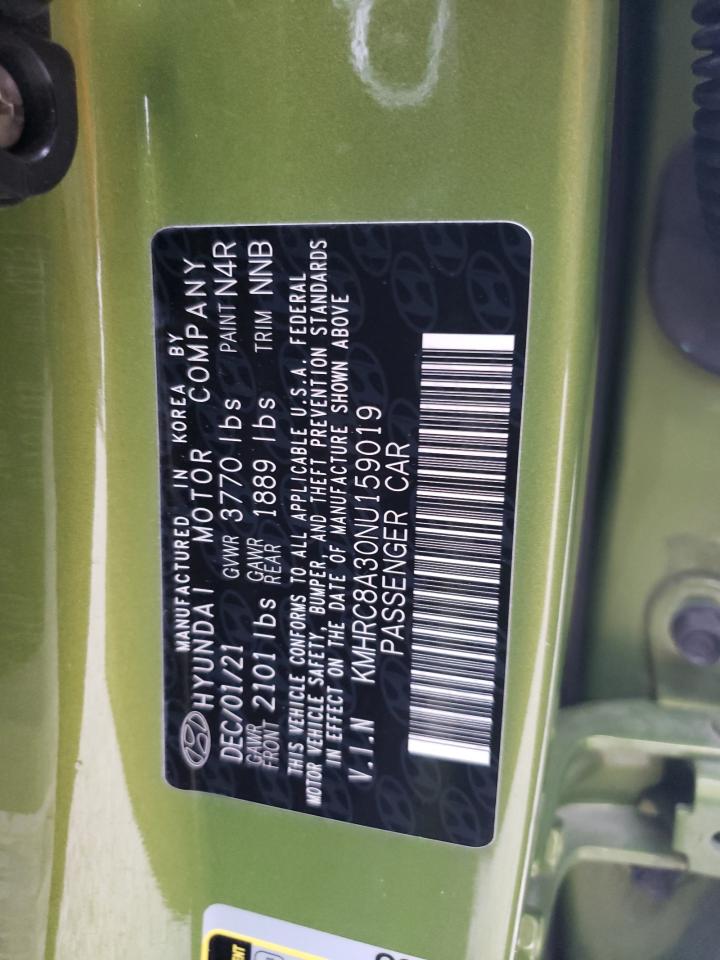 MANUFACTURED IN KOREA BY
HYUNDAI MOTOR COMPANY
DEC/01/21 GVWR 3770 lbs PAINT N4R
GAWR FRONT 2101 lbs GAWR REAR 1889 lbs TRIM NNB
THIS VEHICLE CONFORMS TO ALL APPLICABLE U.S.A. FEDERAL
MOTOR VEHICLE SAFETY, BUMPER, AND THEFT PREVENTION STANDARDS
IN EFFECT ON THE DATE OF MANUFACTURE SHOWN ABOVE
V.I.N KMHRC8A30NU159019
PASSENGER CAR